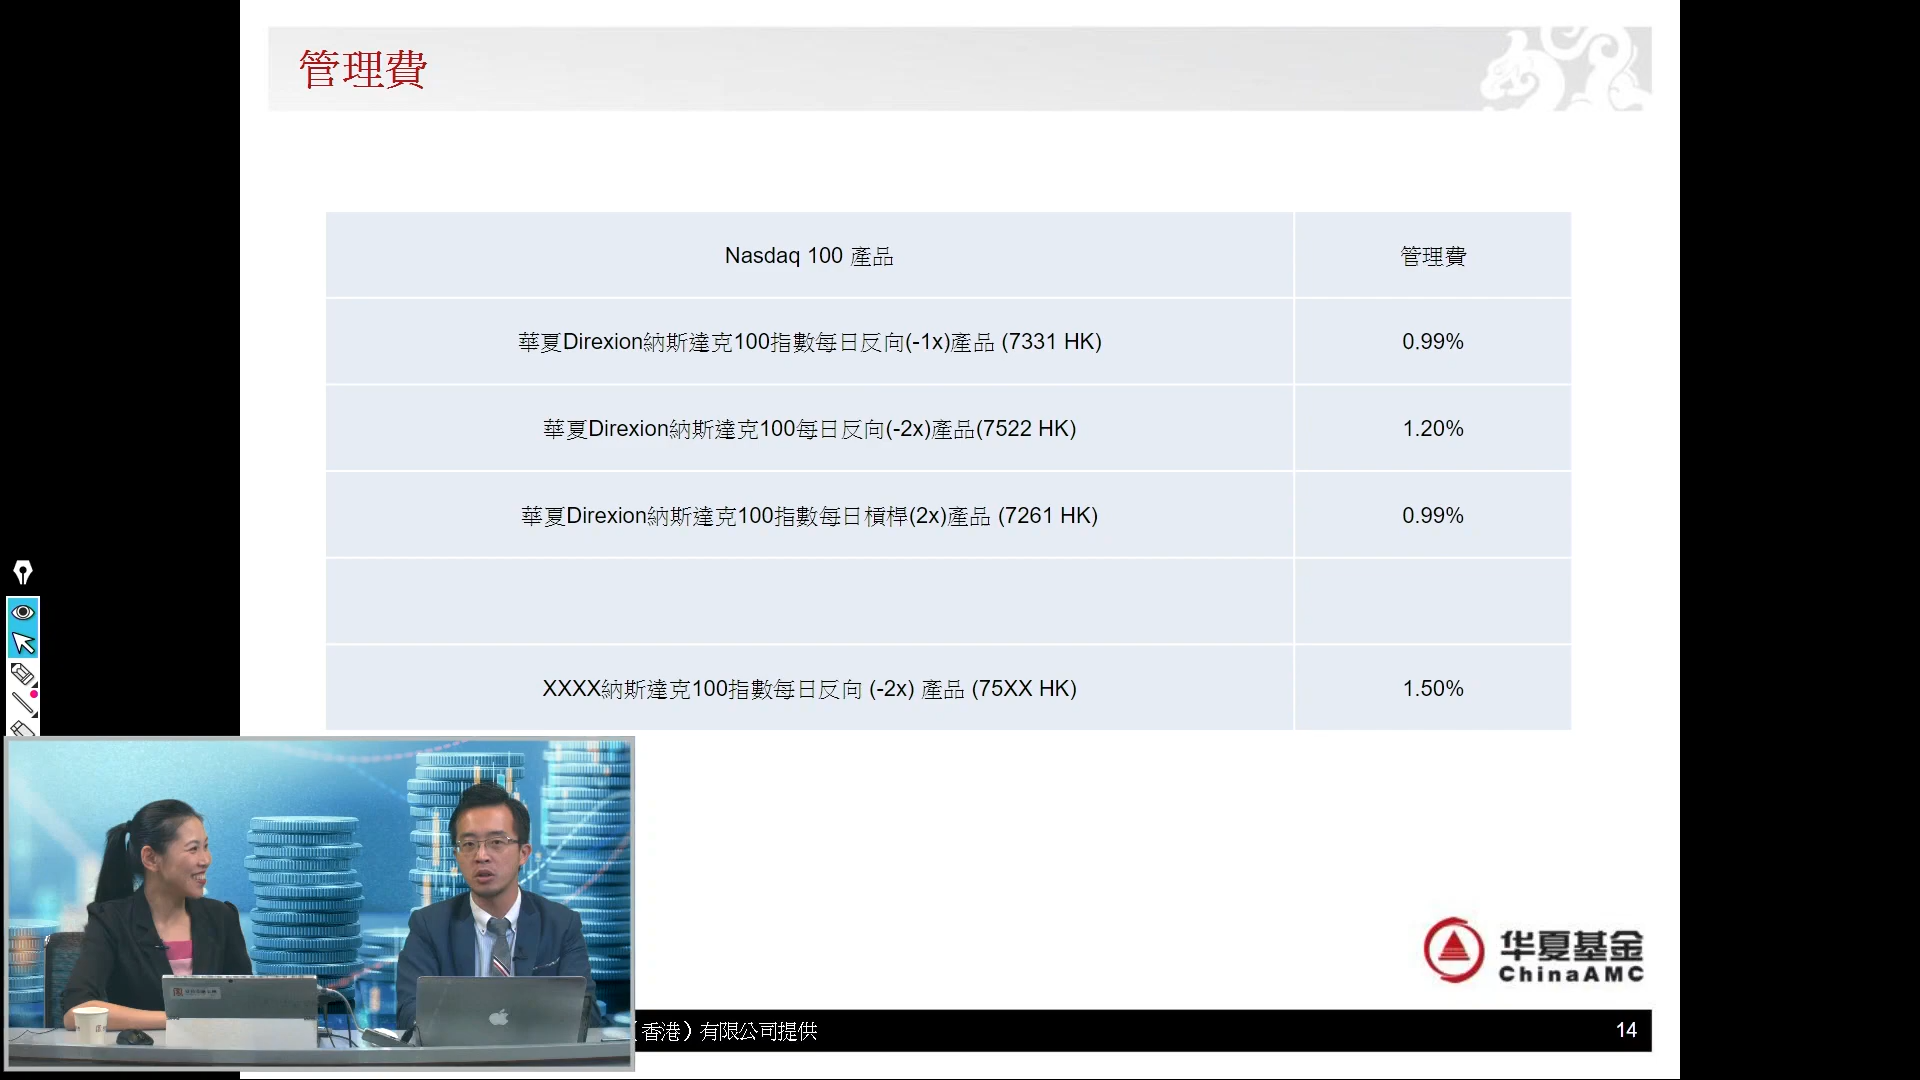 管理費
Nasdaq 100 產品
管理費
華夏Direxion納斯達克100指數每日反向(-1x)產品 (7331 HK)
0.99%
華夏Direxion納斯達克100每日反向(-2x)產品(7522 HK)
1.20%
華夏Direxion納斯達克100指數每日槓桿(2x)產品 (7261 HK)
0.99%
XXXX納斯達克100指數每日反向 (-2x) 產品 (75XX HK)
1.50%
华夏基金
ChinaAMC
（香港）有限公司提供
14